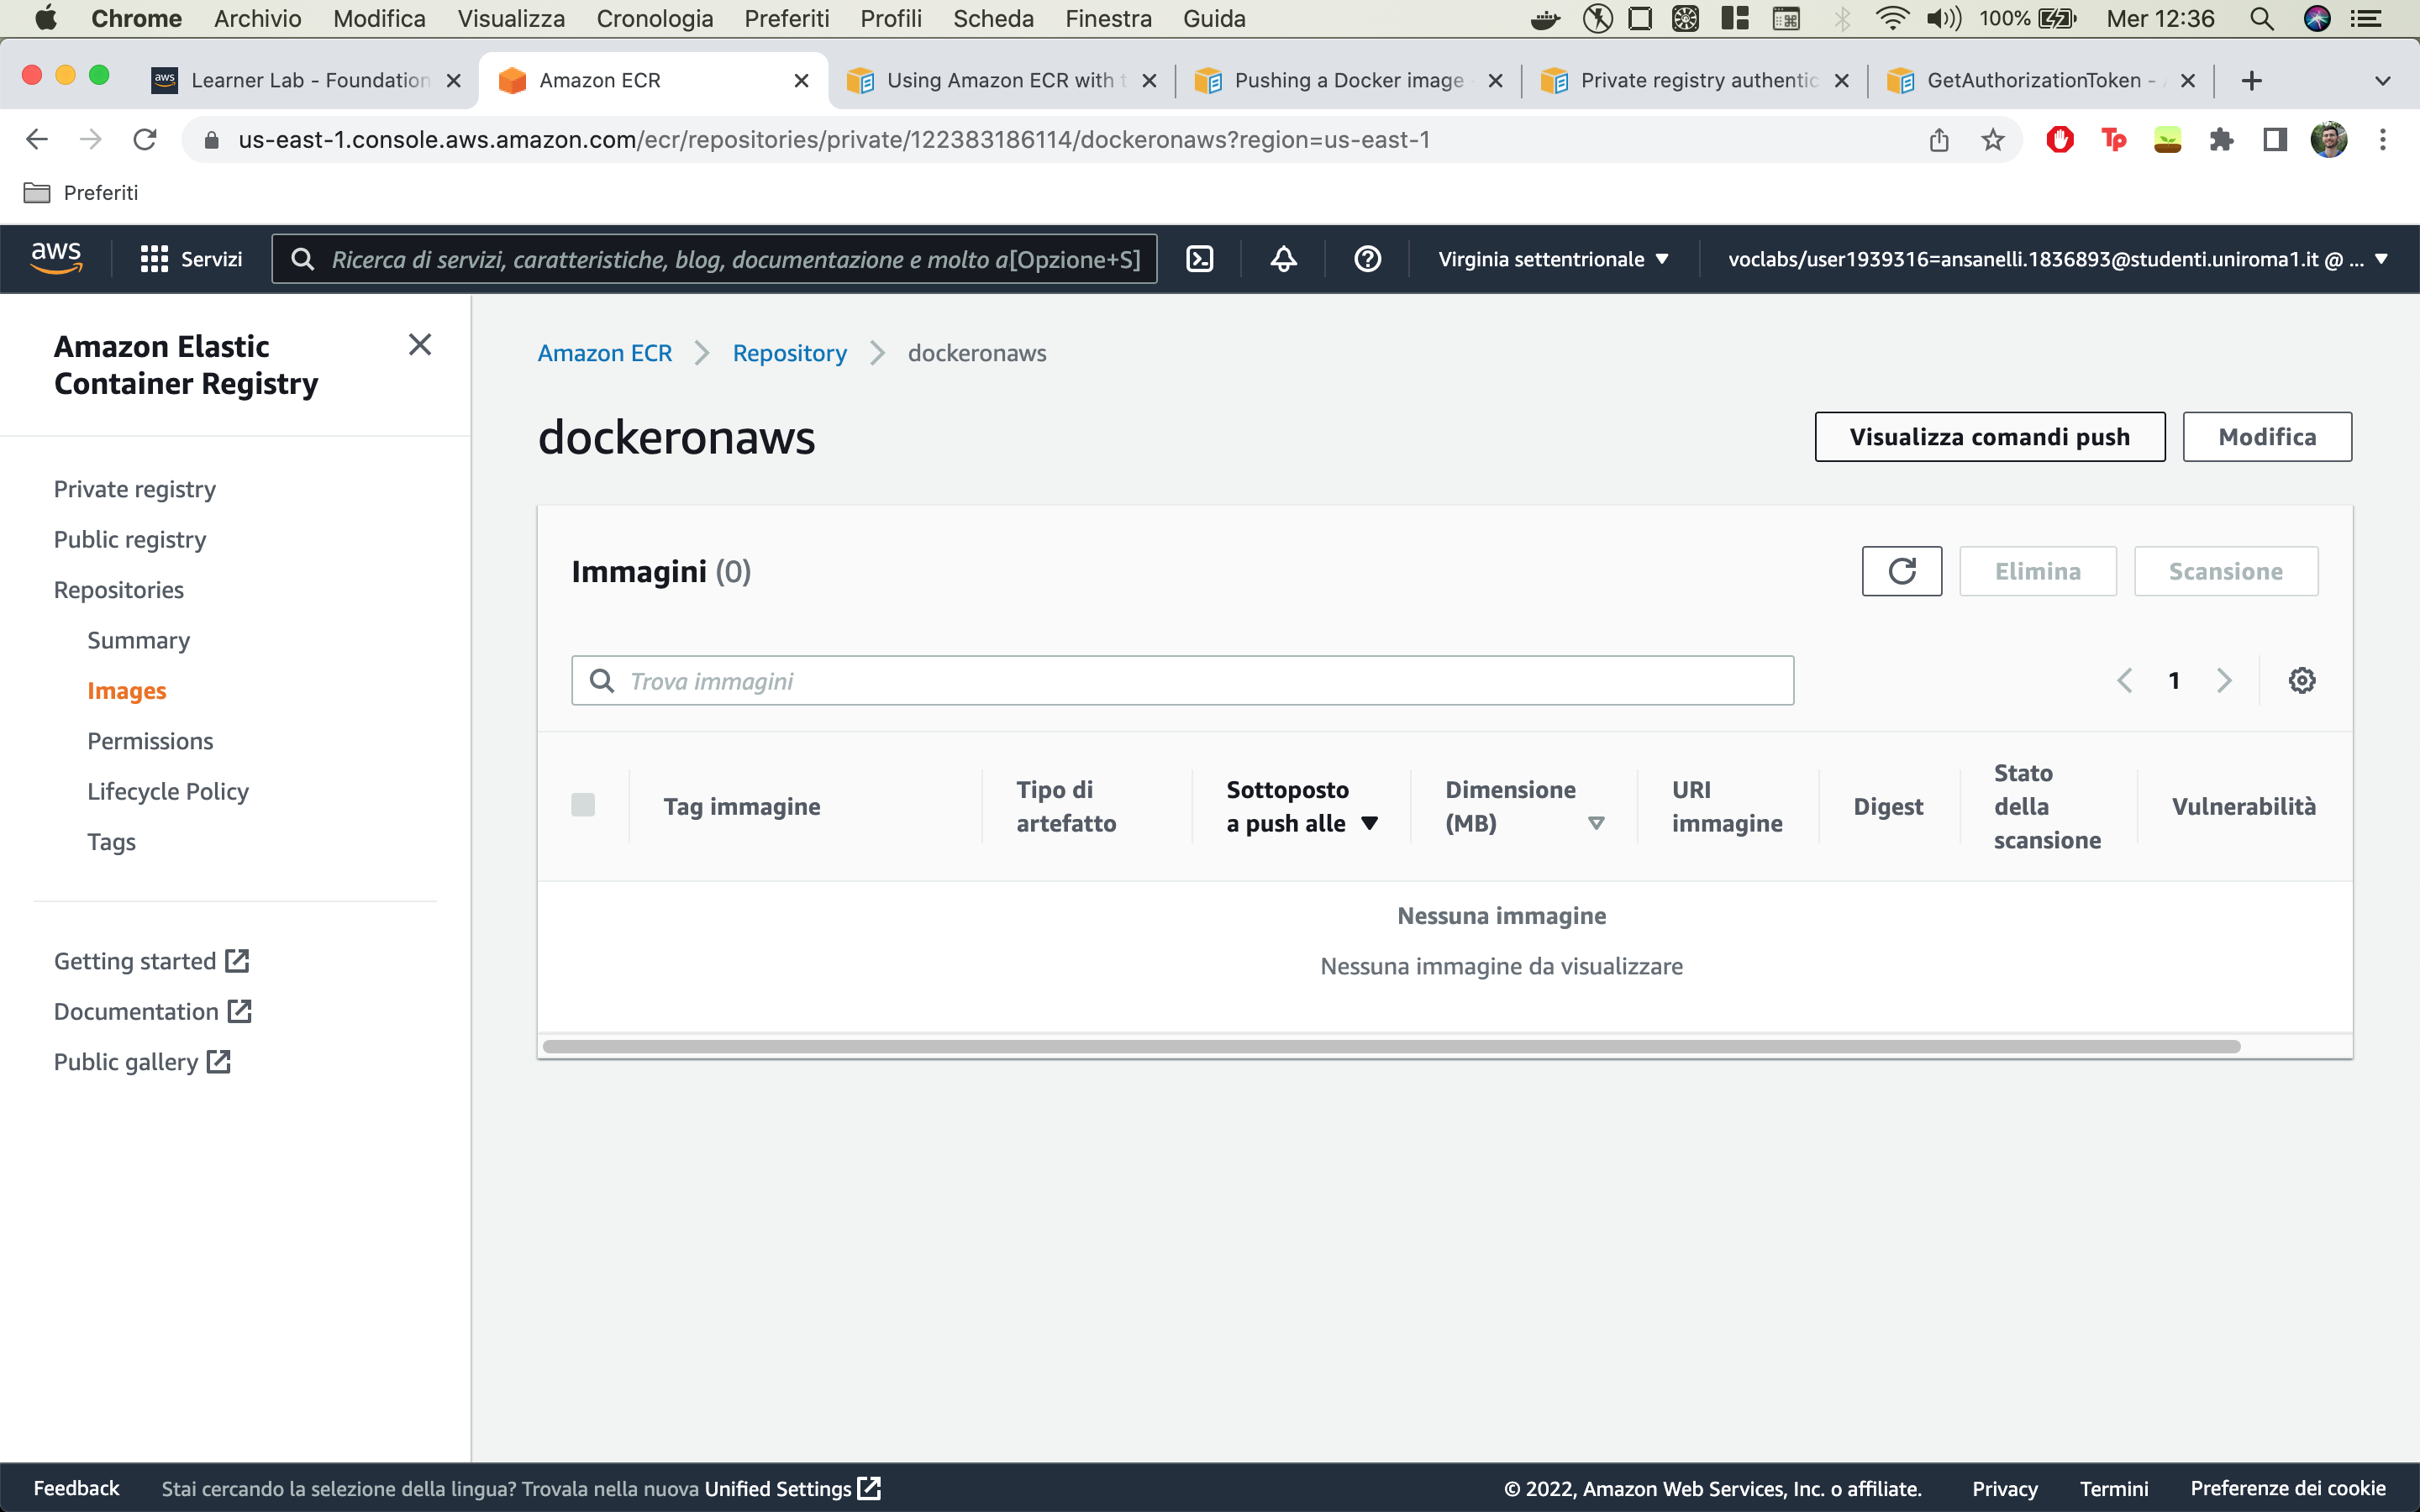 Chrome Archivio Modifica Visualizza Cronologia Preferiti Profili Scheda Finestra Guida 100% Mer 12:36
aws Learner Lab - Foundation Amazon ECR Using Amazon ECR with t Pushing a Docker image Private registry authentic GetAuthorizationToken -
us-east-1.console.aws.amazon.com/ecr/repositories/private/122383186114/dockeronaws?region=us-east-1 Tp
Preferiti
aws Servizi Ricerca di servizi, caratteristiche, blog, documentazione e molto a[Opzione+S] Virginia settentrionale voclabs/user1939316=ansanelli.1836893@studenti.uniroma1.it @ ...
Amazon Elastic
Container Registry
Private registry
Public registry
Repositories
Summary
Images
Permissions
Lifecycle Policy
Tags
Getting started
Documentation
Public gallery
Amazon ECR Repository dockeronaws
dockeronaws Visualizza comandi push Modifica
Immagini (0) Elimina Scansione
Trova immagini 1
Tag immagine
Tipo di
artefatto
Sottoposto
a push alle
Dimensione
(MB)
URI
immagine
Digest
Stato
della
scansione
Vulnerabilità
Nessuna immagine
Nessuna immagine da visualizzare
Feedback Stai cercando la selezione della lingua? Trovala nella nuova Unified Settings © 2022, Amazon Web Services, Inc. o affiliate. Privacy Termini Preferenze dei cookie